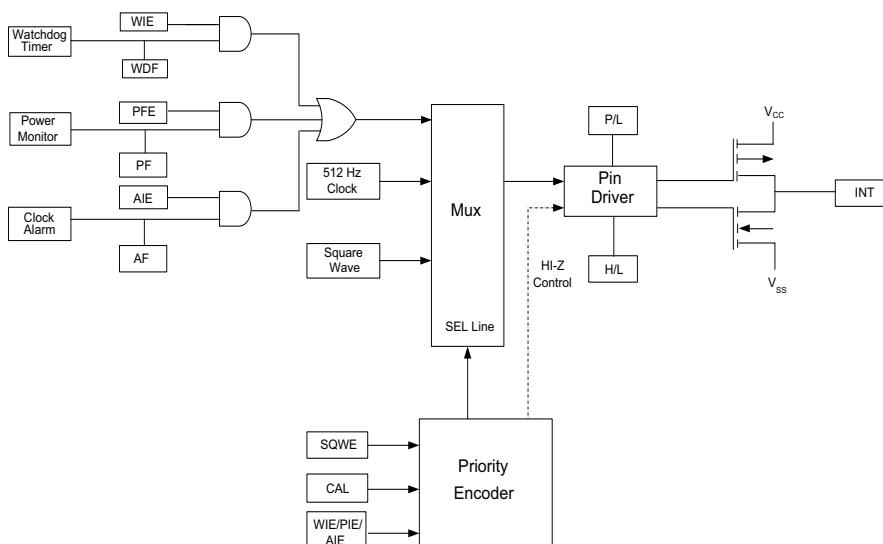 WIE
Watchdog
Timer
WDF
PFE
Power
Monitor
PF
AIE
Clock
Alarm
AF
512 Hz
Clock
Square
Wave
Mux
SEL Line
P/L
Pin
Driver
H/L
HI-Z
Control
VCC
INT
VSS
SQWE
CAL
WIE/PIE/
AIE
Priority
Encoder